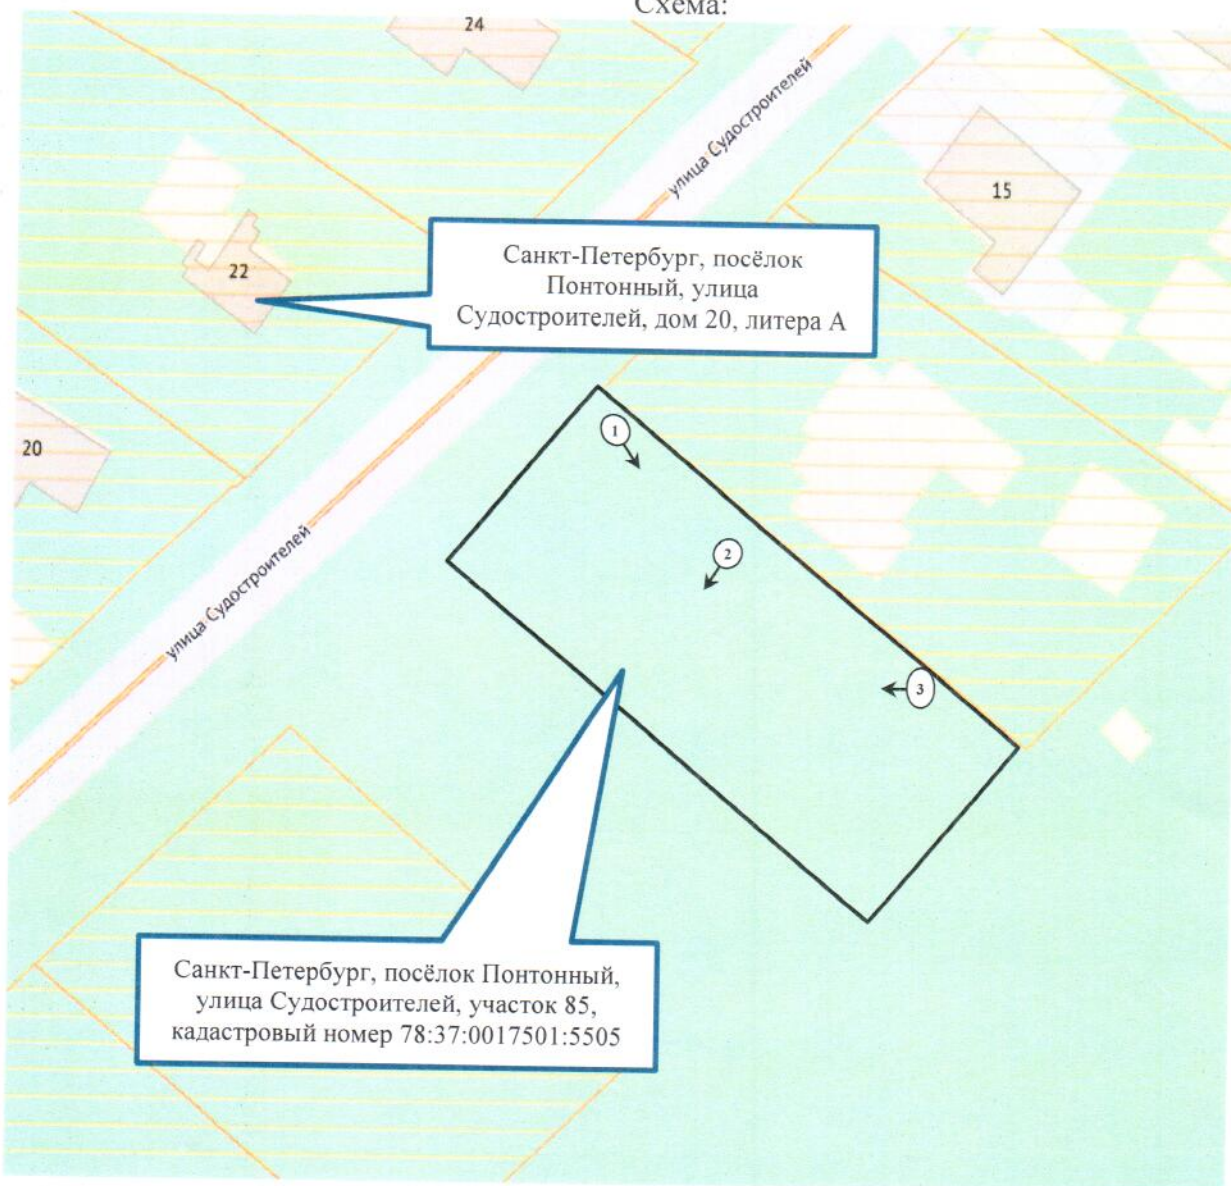 Схема:
24
улица Судостроителей
15
22
Санкт-Петербург, посёлок
Понтонный, улица
Судостроителей, дом 20, литера А
20
1
2
3
улица Судостроителей
Санкт-Петербург, посёлок Понтонный,
улица Судостроителей, участок 85,
кадастровый номер 78:37:0017501:5505